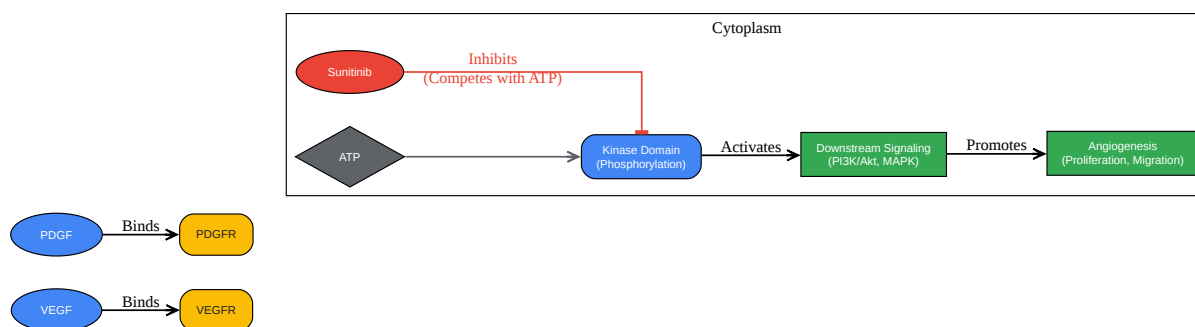 Cytoplasm
Sunitinib
Inhibits
(Competes with ATP)
ATP
Kinase Domain
(Phosphorylation)
Activates
Downstream Signaling
(PI3K/Akt, MAPK)
Promotes
Angiogenesis
(Proliferation, Migration)
PDGF
Binds
PDGFR
VEGF
Binds
VEGFR